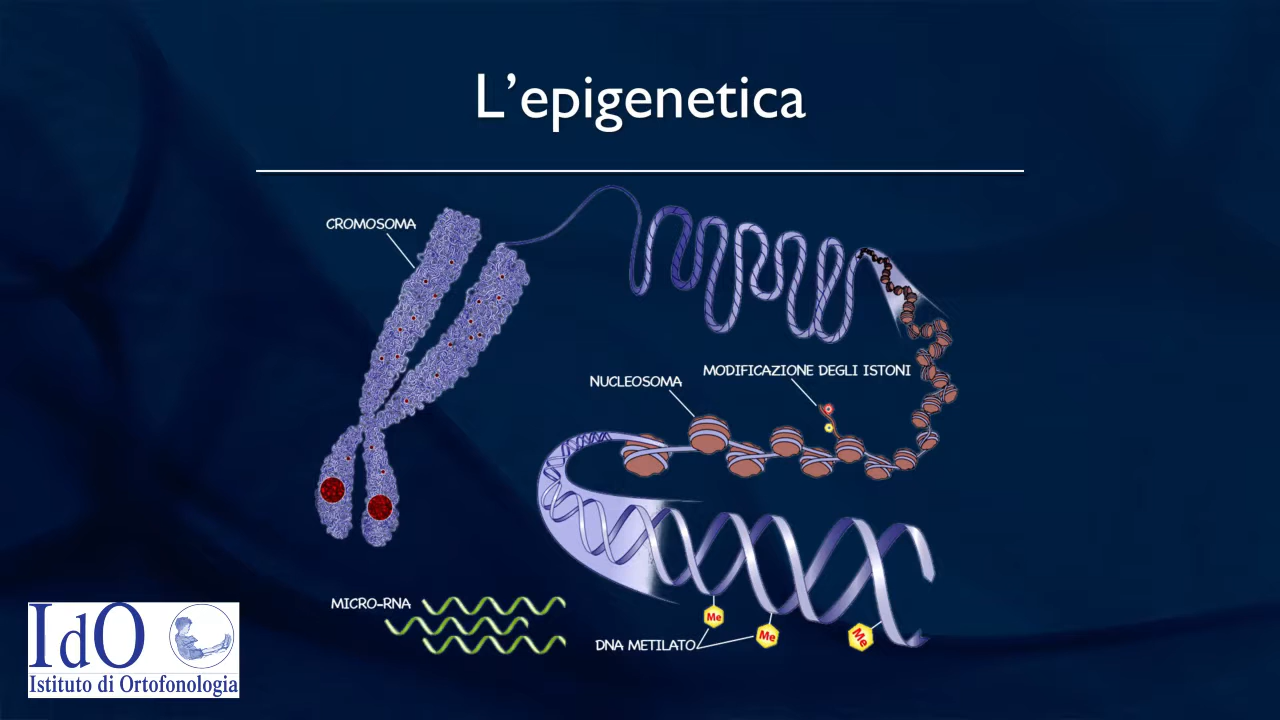 L’epigenetica
CROMOSOMA
MODIFICAZIONE DEGLI ISTONI
NUCLEOSOMA
MICRO-RNA
Me
Me
Me
DNA METILATO
IdO
Istituto di Ortofonologia